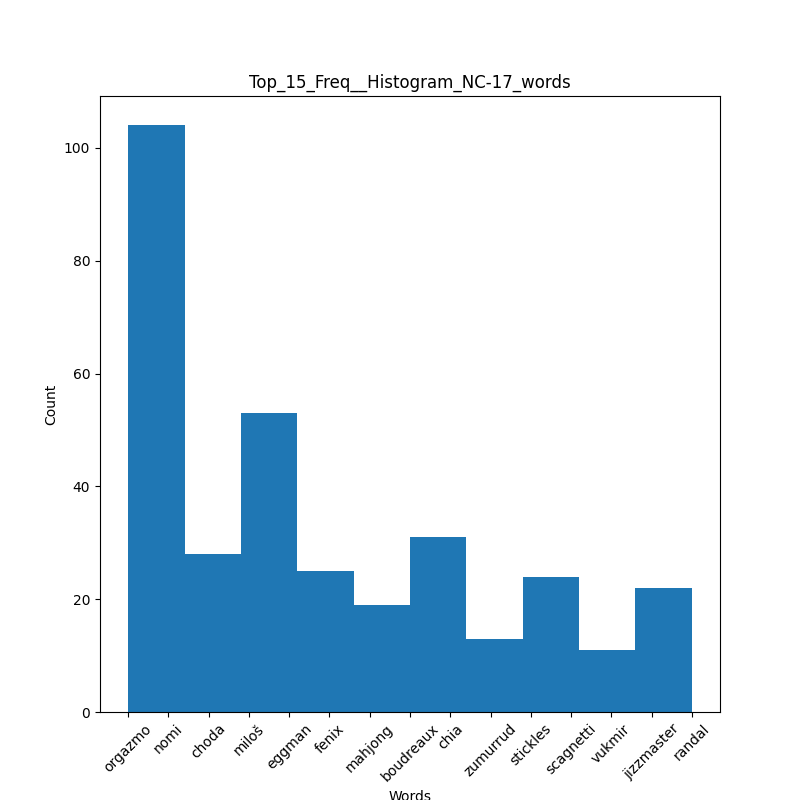 Top_15_Freq__Histogram_NC-17_words
100
80
60
40
20
0
Count
orgazmo
nomi
choda
miloš
eggman
fenix
mahjong
boudreaux
chia
zumurrud
stickles
scagnetti
vukmir
jizzmaster
randal
Words